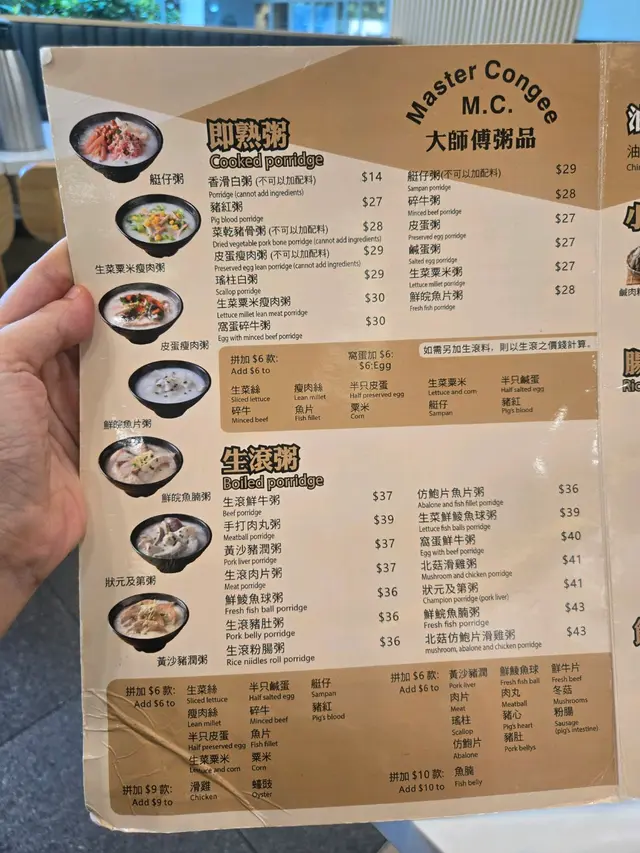 Master Congee
M.C.
大師傅粥品
即熟粥
Cooked porridge
香滑白粥 (不可以加配料) $14
Porridge (cannot add ingredients)
豬紅粥 $27
Pig blood porridge
菜乾豬骨粥 (不可以加配料) $28
Dried vegetable pork bone porridge (cannot add ingredients)
皮蛋瘦肉粥 (不可以加配料) $29
Preserved egg lean porridge (cannot add ingredients)
瑤柱白粥 $29
Scallop porridge
生菜粟米瘦肉粥 $30
Lettuce millet lean meat porridge
窩蛋碎牛粥 $30
Egg with minced beef porridge
艇仔粥 $29
Sampan porridge
碎牛粥 $28
Minced beef porridge
皮蛋粥 $27
Preserved egg porridge
鹹蛋粥 $27
Salted egg porridge
生菜粟米粥 $27
Lettuce millet porridge
鮮皖魚片粥 $28
Fresh fish porridge
艇仔粥
生菜粟米瘦肉粥
皮蛋瘦肉粥
鮮皖魚片粥
鮮皖魚腩粥
狀元及第粥
黃沙豬潤粥
拼加 $6 款:
Add $6 to
窩蛋加 $6:
$6:Egg
如需另加生滾料，則以生滾之價錢計算。
生菜絲 瘦肉絲 半只皮蛋 生菜粟米 半只鹹蛋
Sliced lettuce Lean millet Half preserved egg Lettuce and corn Half salted egg
碎牛 魚片 粟米 艇仔 豬紅
Minced beef Fish fillet Corn Sampan Pig's blood
生滾粥
Boiled porridge
生滾鮮牛粥 $37
Beef porridge
手打肉丸粥 $39
Meatball porridge
黃沙豬潤粥 $37
Pork liver porridge
生滾肉片粥 $37
Meat porridge
鮮鯪魚球粥 $36
Fresh fish ball porridge
生滾豬肚粥 $36
Pork belly porridge
生滾粉腸粥 $36
Rice niidles roll porridge
仿鮑片魚片粥 $36
Abalone and fish fillet porridge
生菜鮮鯪魚球粥 $39
Lettuce fish balls porridge
窩蛋鮮牛粥 $40
Egg with beef porridge
北菇滑雞粥 $41
Mushroom and chicken porridge
狀元及第粥 $41
Champion porridge (pork liver)
鮮皖魚腩粥 $43
Fresh fish porridge
北菇仿鮑片滑雞粥 $43
mushroom, abalone and chicken porridge
拼加 $6 款:
Add $6 to
生菜絲 半只鹹蛋 艇仔
Sliced lettuce Half salted egg Sampan
瘦肉絲 碎牛 豬紅
Lean millet Minced beef Pig's blood
半只皮蛋 魚片
Half preserved egg Fish fillet
生菜粟米 粟米
Lettuce and corn Corn
拼加 $9 款:
Add $9 to
滑雞 蠔豉
Chicken Oyster
拼加 $6 款:
Add $6 to
黃沙豬潤 鮮鯪魚球 鮮牛片
Pork liver Fresh fish ball Fresh beef
肉片 肉丸 冬菇
Meat Meatball Mushrooms
瑤柱 豬心 粉腸
Scallop Pig's heart Sausage
(pig's intestine)
仿鮑片 豬肚
Abalone Pork bellys
拼加 $10 款:
Add $10 to
魚腩
Fish belly